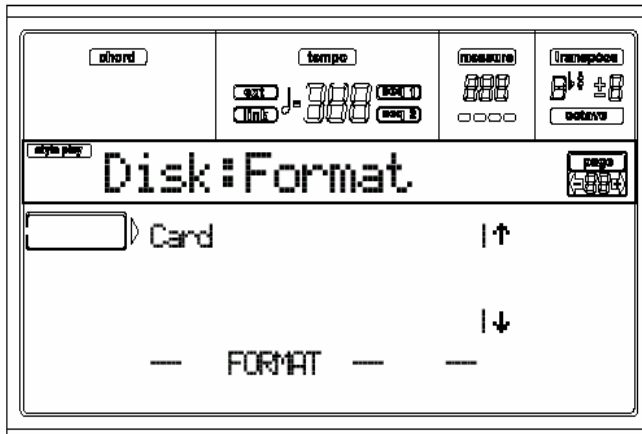 chord tempo measure transpose
ext seq 1
link seq 2
octave
style play page
Disk:Format
Card
FORMAT